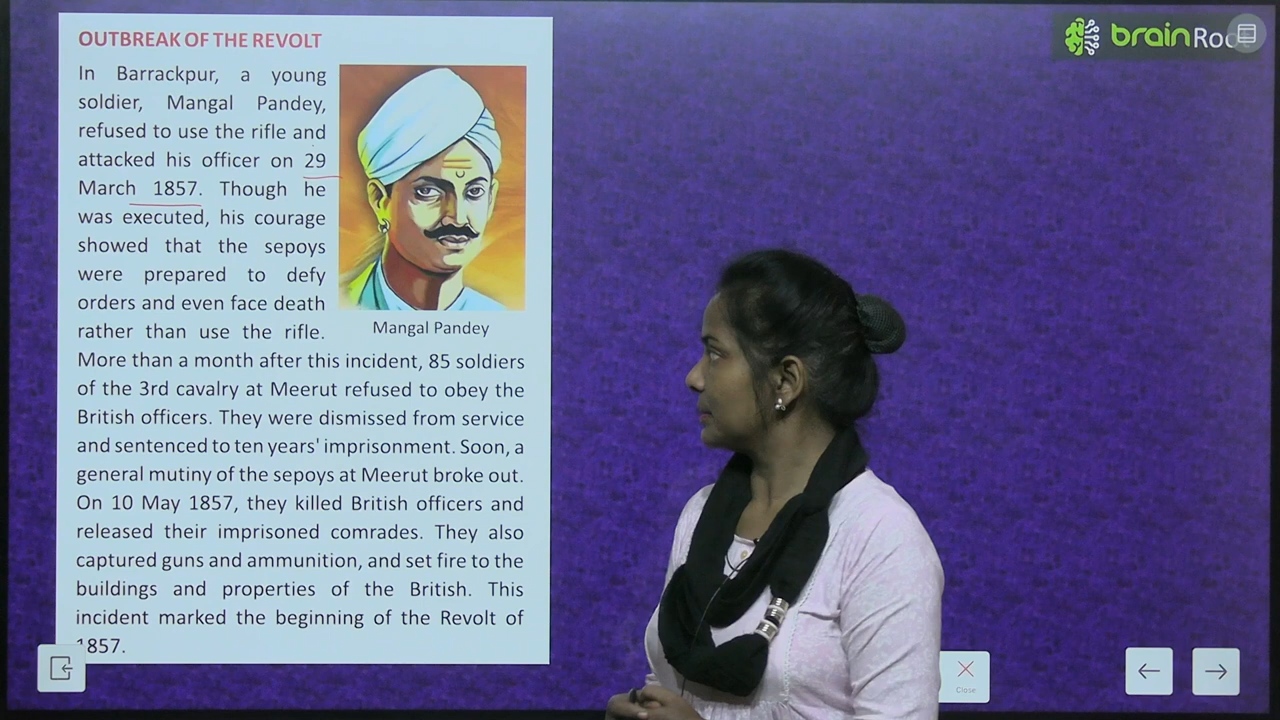 OUTBREAK OF THE REVOLT
In Barrackpur, a young
soldier, Mangal Pandey,
refused to use the rifle and
attacked his officer on 29
March 1857. Though he
was executed, his courage
showed that the sepoys
were prepared to defy
orders and even face death
rather than use the rifle.
Mangal Pandey
More than a month after this incident, 85 soldiers
of the 3rd cavalry at Meerut refused to obey the
British officers. They were dismissed from service
and sentenced to ten years' imprisonment. Soon, a
general mutiny of the sepoys at Meerut broke out.
On 10 May 1857, they killed British officers and
released their imprisoned comrades. They also
captured guns and ammunition, and set fire to the
buildings and properties of the British. This
incident marked the beginning of the Revolt of
1857.
brain
Close